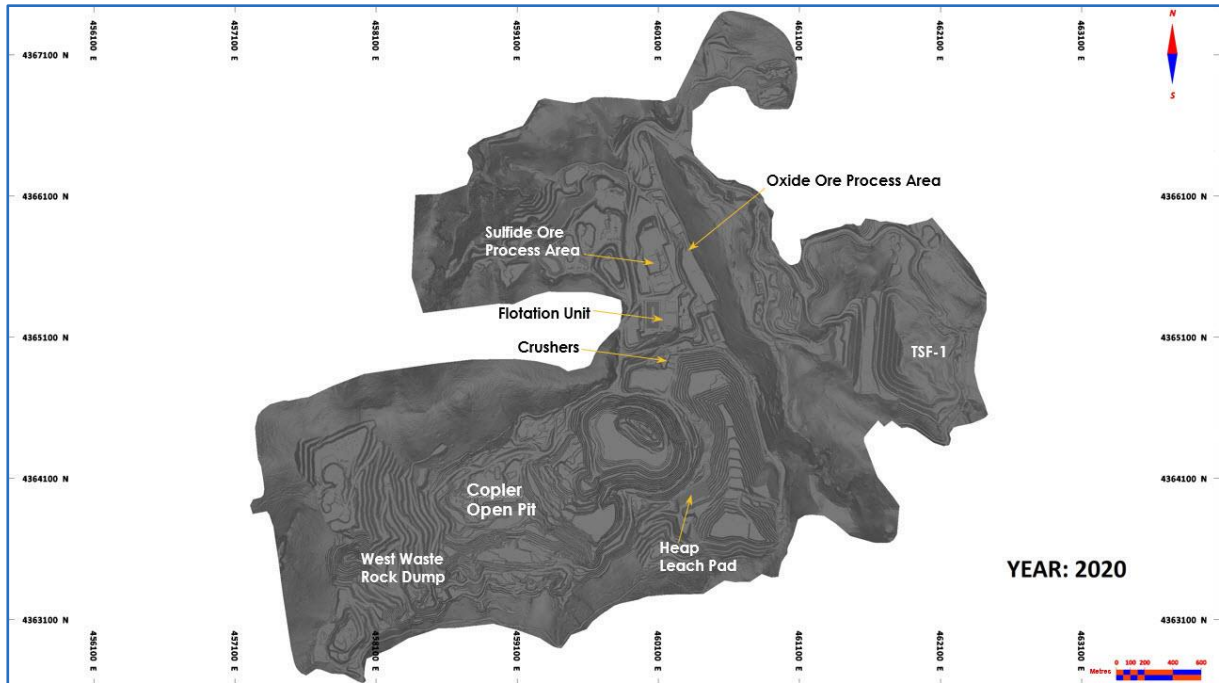 456100 E
457100 E
458100 E
459100 E
460100 E
461100 E
462100 E
463100 E
N
4367100 N
4367100 N
S
Oxide Ore Process Area
4366100 N
4366100 N
Sulfide Ore
Process Area
Flotation Unit
4365100 N
4365100 N
Crushers
TSF-1
4364100 N
4364100 N
Copler
Open Pit
Heap
Leach Pad
West Waste
Rock Dump
YEAR: 2020
4363100 N
4363100 N
456100 E
457100 E
458100 E
459100 E
460100 E
461100 E
462100 E
463100 E
0 100 200 400 600
Metres